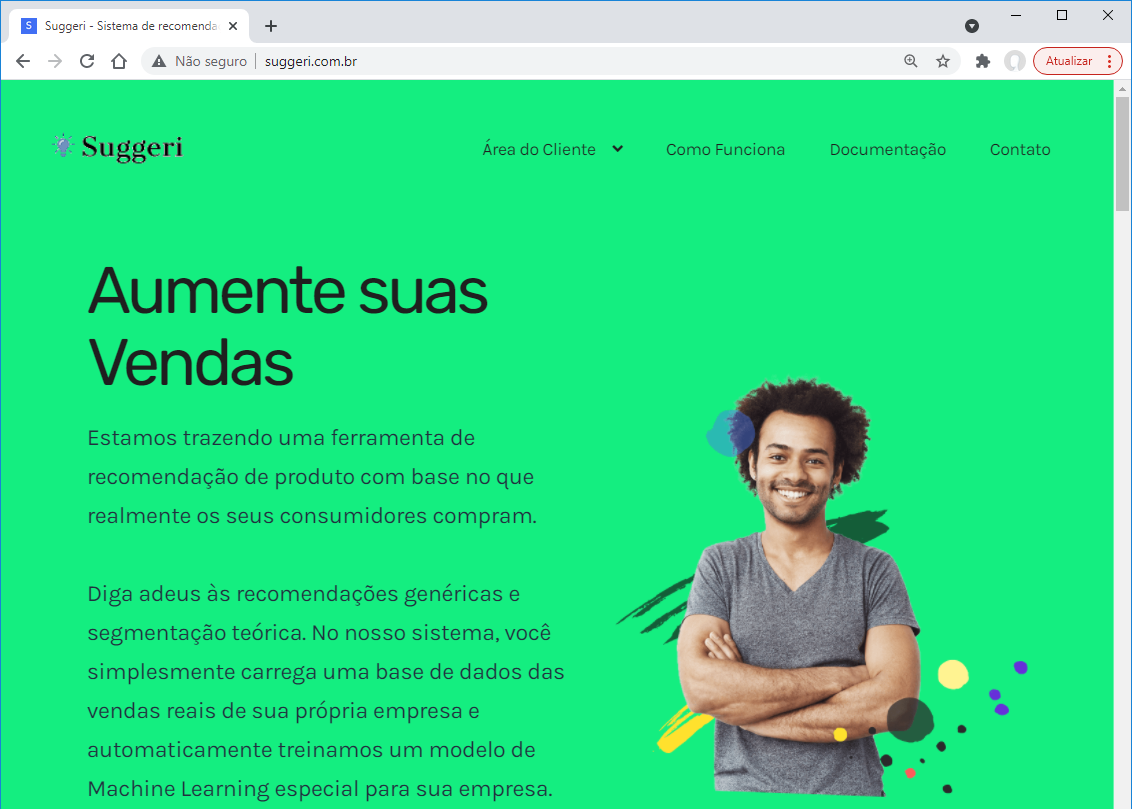 S Suggeri - Sistema de recomenda
Não seguro suggeri.com.br Atualizar
Suggeri
Área do Cliente Como Funciona Documentação Contato
Aumente suas
Vendas
Estamos trazendo uma ferramenta de
recomendação de produto com base no que
realmente os seus consumidores compram.
Diga adeus às recomendações genéricas e
segmentação teórica. No nosso sistema, você
simplesmente carrega uma base de dados das
vendas reais de sua própria empresa e
automaticamente treinamos um modelo de
Machine Learning especial para sua empresa.